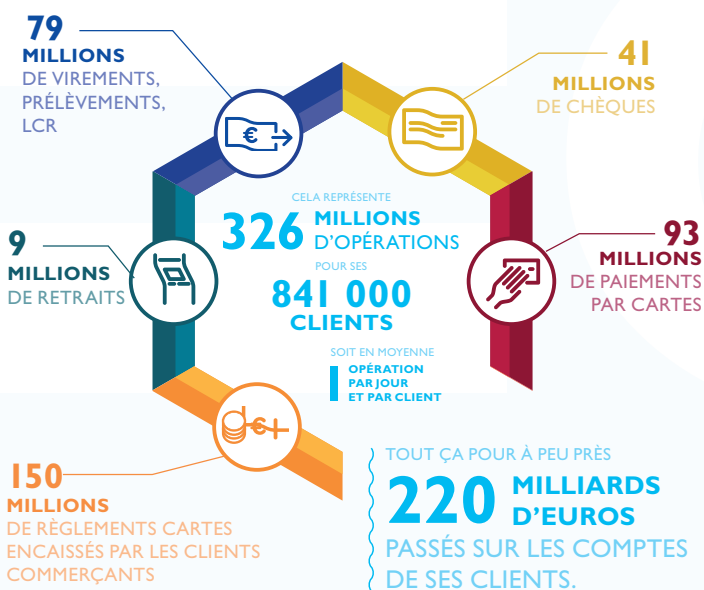 79
MILLIONS
DE VIREMENTS,
PRÉLÈVEMENTS,
LCR
41
MILLIONS
DE CHÈQUES
CELA REPRÉSENTE
326 MILLIONS
D'OPÉRATIONS
POUR SES
841 000
CLIENTS
SOIT EN MOYENNE
1 OPÉRATION
PAR JOUR
ET PAR CLIENT
9
MILLIONS
DE RETRAITS
93
MILLIONS
DE PAIEMENTS
PAR CARTES
150
MILLIONS
DE RÈGLEMENTS CARTES
ENCAISSÉS PAR LES CLIENTS
COMMERÇANTS
TOUT ÇA POUR À PEU PRÈS
220 MILLIARDS
D'EUROS
PASSÉS SUR LES COMPTES
DE SES CLIENTS.